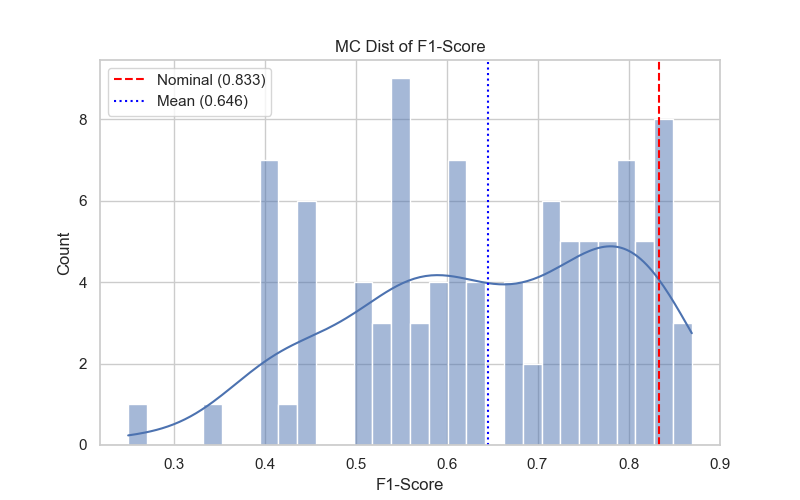 MC Dist of F1-Score
Nominal (0.833)
Mean (0.646)
Count
8
6
4
2
0
0.3 0.4 0.5 0.6 0.7 0.8 0.9
F1-Score